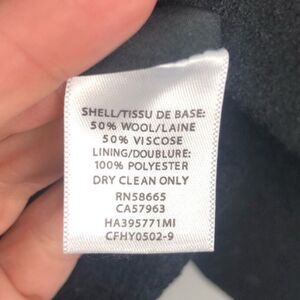 SHELL/TISSU DE BASE:
50% WOOL/LAINE
50% VISCOSE
LINING/DOUBLURE:
100% POLYESTER
DRY CLEAN ONLY
RN58665
CA57963
HA395771MI
CFHY0502-9